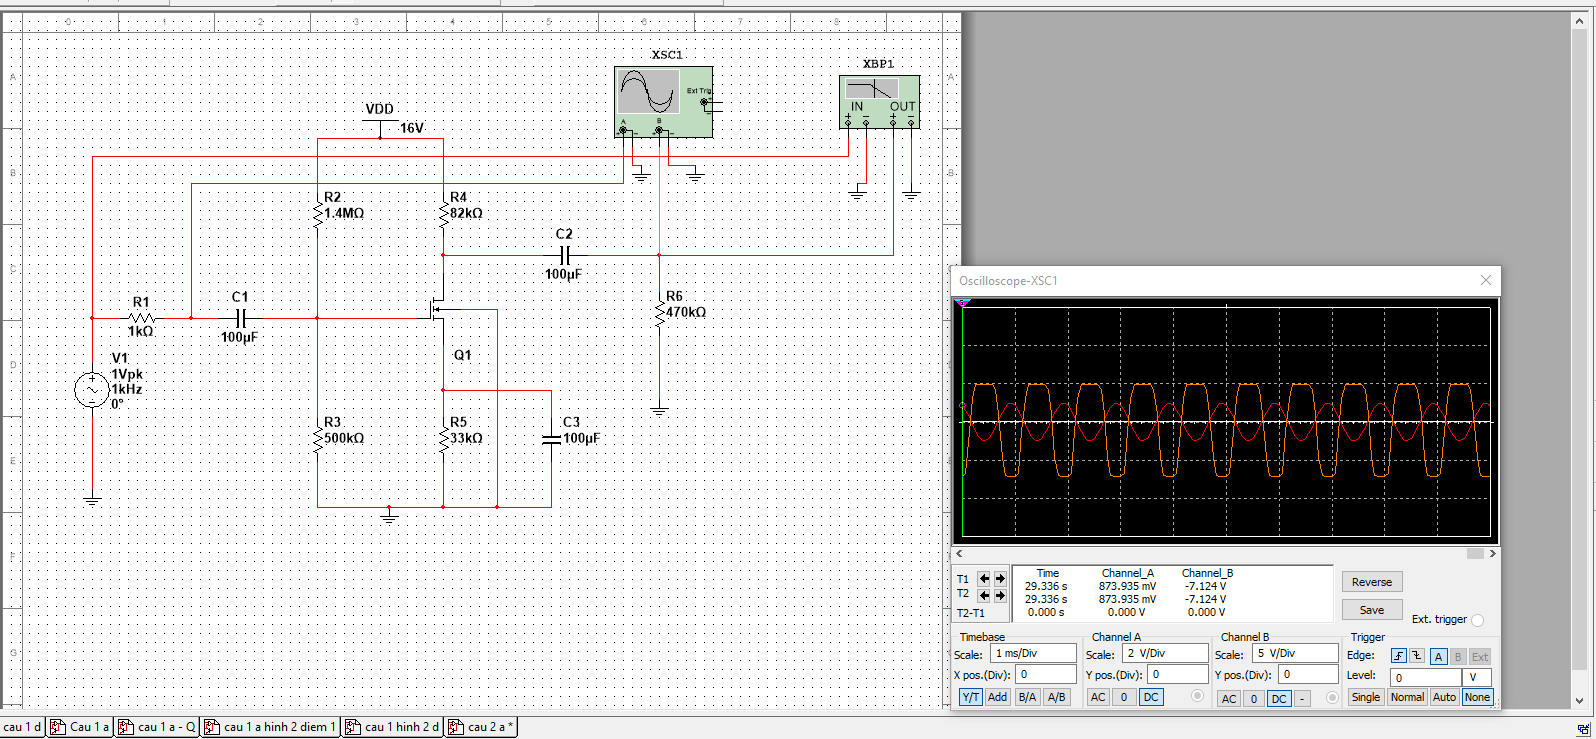 0
1
2
3
4
5
6
7
8
A
B
C
D
E
F
G
A
B
C
D
E
F
G
XSC1
Ext Trig
A
B
XBP1
IN
OUT
VDD
16V
R2
1.4MΩ
R4
82kΩ
C2
100µF
R6
470kΩ
R1
1kΩ
C1
100µF
V1
1Vpk
1kHz
0°
Q1
R3
500kΩ
R5
33kΩ
C3
100µF
Oscilloscope-XSC1
T1
T2
T2-T1
Time Channel_A Channel_B
29.336 s 873.935 mV -7.124 V
29.336 s 873.935 mV -7.124 V
0.000 s 0.000 V 0.000 V
Reverse
Save
Ext. trigger
Timebase
Scale: 1 ms/Div
X pos.(Div): 0
Y/T Add B/A A/B
Channel A
Scale: 2 V/Div
Y pos.(Div): 0
AC 0 DC
Channel B
Scale: 5 V/Div
Y pos.(Div): 0
AC 0 DC -
Trigger
Edge: A B Ext
Level: 0 V
Single Normal Auto None
cau 1 d
Cau 1 a
cau 1 a - Q
cau 1 a hinh 2 diem 1
cau 1 hinh 2 d
cau 2 a *